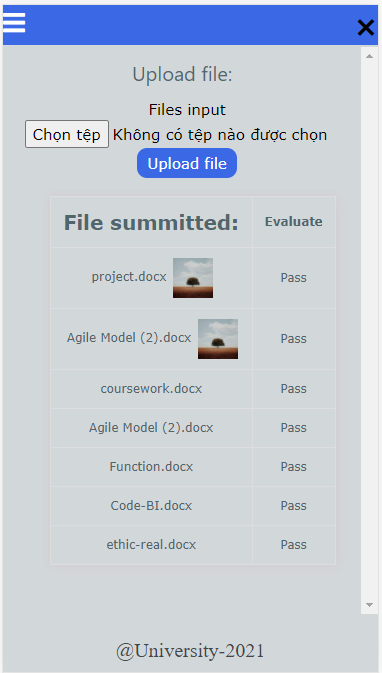 Upload file:
Files input
Chọn tệp Không có tệp nào được chọn
Upload file
File summitted: Evaluate
project.docx Pass
Agile Model (2).docx Pass
coursework.docx Pass
Agile Model (2).docx Pass
Function.docx Pass
Code-BI.docx Pass
ethic-real.docx Pass
@University-2021